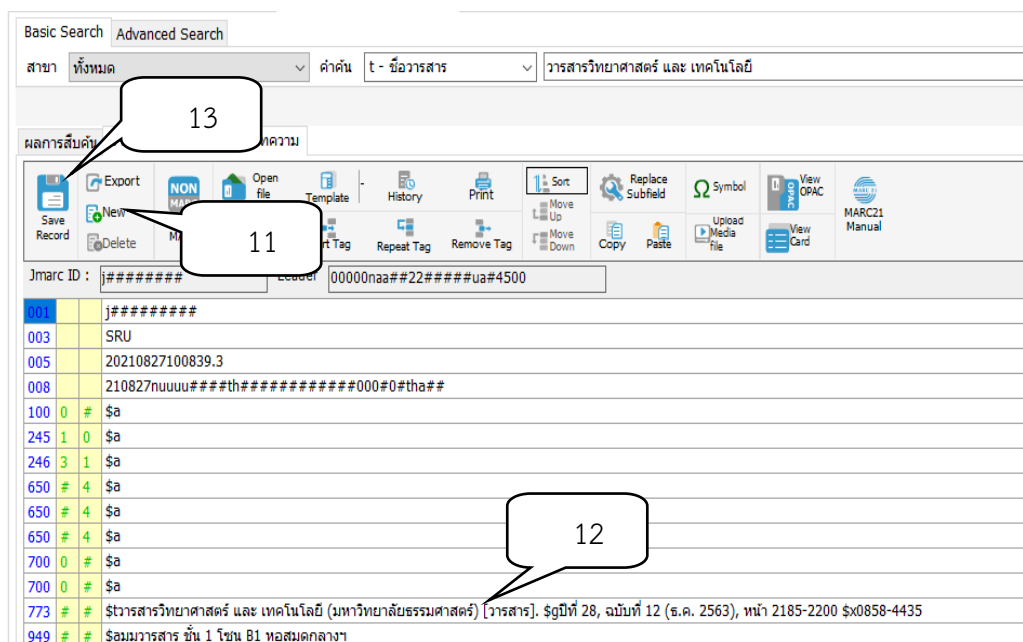 Basic Search Advanced Search
สาขา ทั้งหมด คำค้น t - ชื่อวารสาร วารสารวิทยาศาสตร์ และ เทคโนโลยี
13
ผลการสืบค้น
Save Record
Export
New
Delete
NON
Open file
Template
History
Print
Sort
Move Up
Move Down
Replace Subfield
Symbol
View OPAC
MARC21 Manual
11
Tag
Repeat Tag
Remove Tag
Copy
Paste
Upload Media file
View Card
Jmarc ID : j######## Leader 00000naa##22#####ua#4500
001 j#########
003 SRU
005 20210827100839.3
008 210827nuuuu####th############000#0#tha##
100 0 # $a
245 1 0 $a
246 3 1 $a
650 # 4 $a
650 # 4 $a
650 # 4 $a
12
700 0 # $a
700 0 # $a
773 # # $tวารสารวิทยาศาสตร์ และ เทคโนโลยี (มหาวิทยาลัยธรรมศาสตร์) [วารสาร]. $gปีที่ 28, ฉบับที่ 12 (ธ.ค. 2563), หน้า 2185-2200 $x0858-4435
949 # # $aมุมวารสาร ชั้น 1 โซน B1 หอสมุดกลางฯ